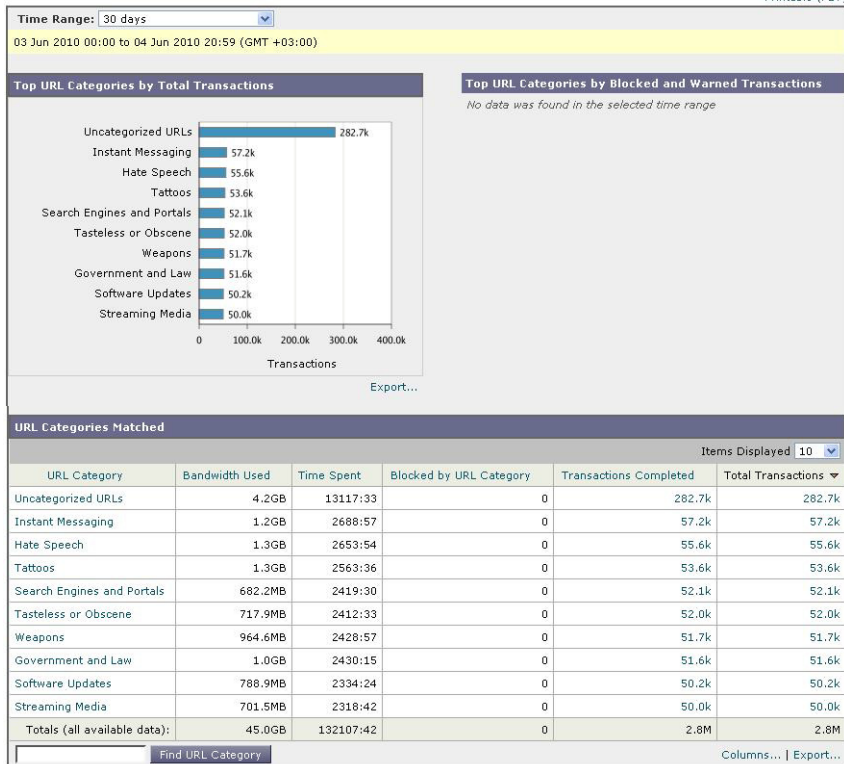 Time Range: 30 days
03 Jun 2010 00:00 to 04 Jun 2010 20:59 (GMT +03:00)
Top URL Categories by Total Transactions
Uncategorized URLs 282.7k
Instant Messaging 57.2k
Hate Speech 55.6k
Tattoos 53.6k
Search Engines and Portals 52.1k
Tasteless or Obscene 52.0k
Weapons 51.7k
Government and Law 51.6k
Software Updates 50.2k
Streaming Media 50.0k
0 100.0k 200.0k 300.0k 400.0k
Transactions
Export...
Top URL Categories by Blocked and Warned Transactions
No data was found in the selected time range
URL Categories Matched
Items Displayed 10
URL Category Bandwidth Used Time Spent Blocked by URL Category Transactions Completed Total Transactions
Uncategorized URLs 4.2GB 13117:33 0 282.7k 282.7k
Instant Messaging 1.2GB 2688:57 0 57.2k 57.2k
Hate Speech 1.3GB 2653:54 0 55.6k 55.6k
Tattoos 1.3GB 2563:36 0 53.6k 53.6k
Search Engines and Portals 682.2MB 2419:30 0 52.1k 52.1k
Tasteless or Obscene 717.9MB 2412:33 0 52.0k 52.0k
Weapons 964.6MB 2428:57 0 51.7k 51.7k
Government and Law 1.0GB 2430:15 0 51.6k 51.6k
Software Updates 788.9MB 2334:24 0 50.2k 50.2k
Streaming Media 701.5MB 2318:42 0 50.0k 50.0k
Totals (all available data): 45.0GB 132107:42 0 2.8M 2.8M
Find URL Category
Columns... | Export...